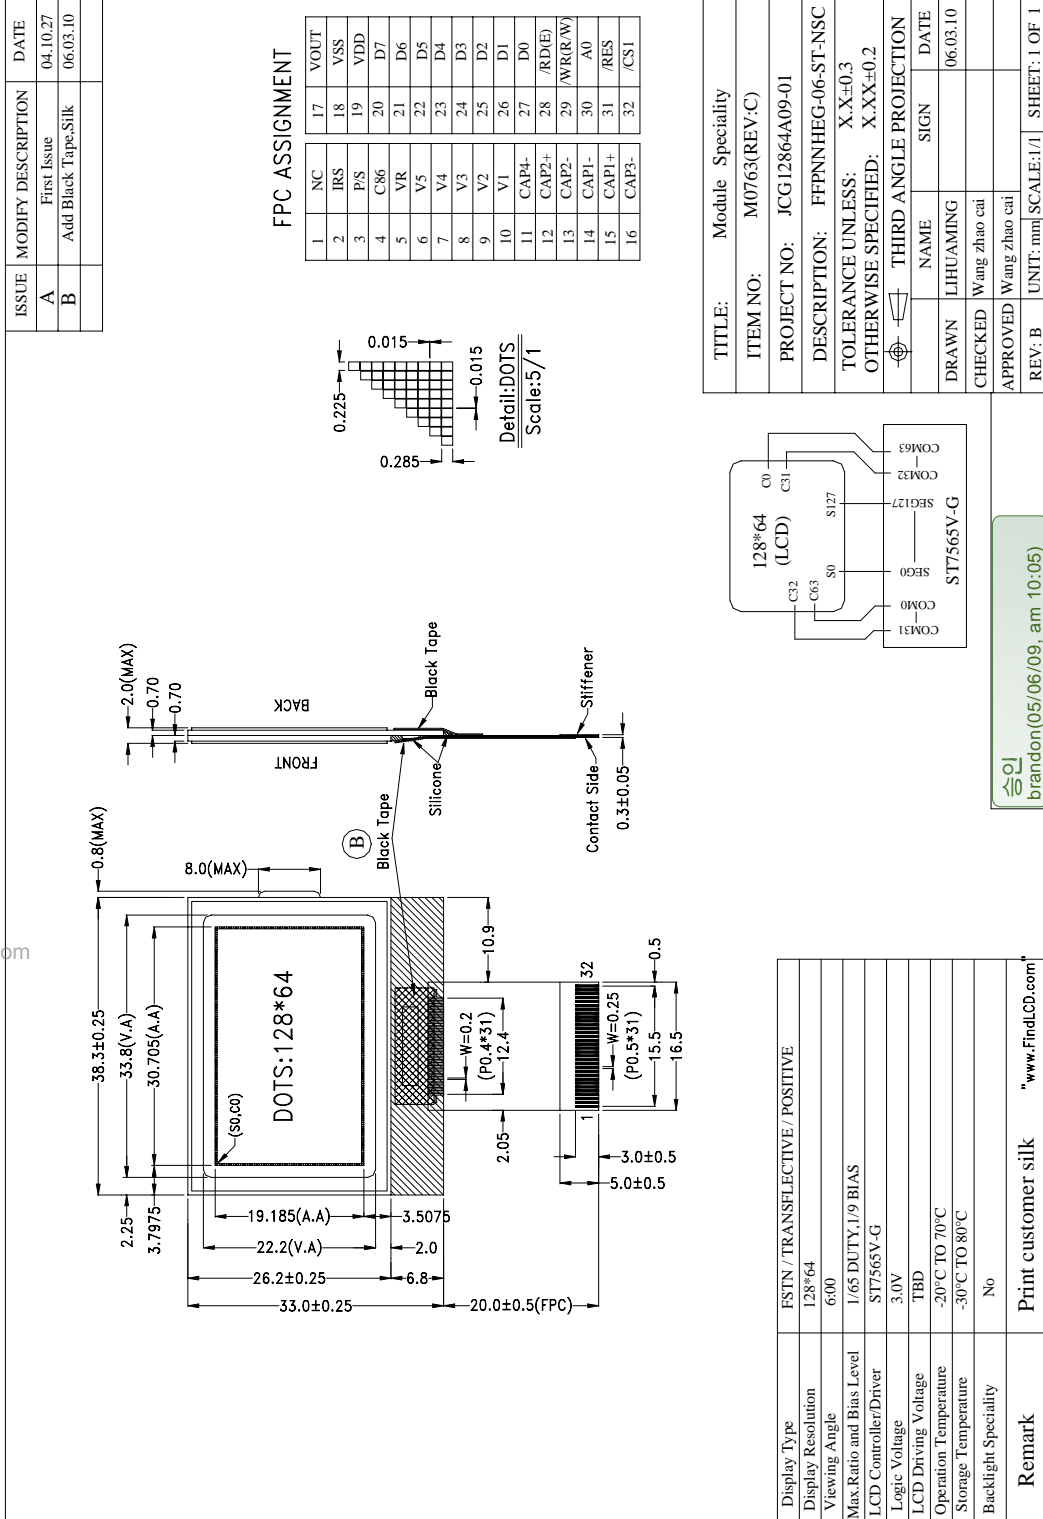 ISSUE MODIFY DESCRIPTION DATE
A First Issue 04.10.27
B Add Black Tape,Silk 06.03.10
FPC ASSIGNMENT
1 NC 17 VOUT
2 IRS 18 VSS
3 P/S 19 VDD
4 C86 20 D7
5 VR 21 D6
6 V5 22 D5
7 V4 23 D4
8 V3 24 D3
9 V2 25 D2
10 V1 26 D1
11 CAP4- 27 D0
12 CAP2+ 28 /RD(E)
13 CAP2- 29 /WR(R/W)
14 CAP1- 30 A0
15 CAP1+ 31 /RES
16 CAP3- 32 /CS1
0.225
0.015
0.015
0.285
Detail:DOTS
Scale:5/1
2.0(MAX)
0.70
0.70
BACK
FRONT
Black Tape
Silicone
Stiffener
Contact Side
0.3±0.05
B
Black Tape
0.8(MAX)
8.0(MAX)
38.3±0.25
33.8(V.A)
30.705(A.A)
2.25
3.7975
(S0,C0)
DOTS:128*64
19.185(A.A)
3.5075
22.2(V.A)
2.0
26.2±0.25
6.8
33.0±0.25
20.0±0.5(FPC)
10.9
W=0.2
(P0.4*31)
12.4
2.05
1
32
W=0.25
(P0.5*31)
15.5
16.5
0.5
3.0±0.5
5.0±0.5
128*64
(LCD)
C0
C31
S127
S0
C32
C63
COM63
COM32
SEG127
SEG0
COM0
COM31
ST7565V-G
TITLE: Module Speciality
ITEM NO: M0763(REV:C)
PROJECT NO: JCG12864A09-01
DESCRIPTION: FFPNNHEG-06-ST-NSC
TOLERANCE UNLESS: X.X±0.3
OTHERWISE SPECIFIED: X.XX±0.2
THIRD ANGLE PROJECTION
NAME SIGN DATE
DRAWN LIHUAMING 06.03.10
CHECKED Wang zhao cai
APPROVED Wang zhao cai
REV: B UNIT: mm SCALE:1/1 SHEET: 1 OF 1
승인
brandon(05/06/09, am 10:05)
om
Display Type FSTN / TRANSFLECTIVE / POSITIVE
Display Resolution 128*64
Viewing Angle 6:00
Max.Ratio and Bias Level 1/65 DUTY,1/9 BIAS
LCD Controller/Driver ST7565V-G
Logic Voltage 3.0V
LCD Driving Voltage TBD
Operation Temperature -20°C TO 70°C
Storage Temperature -30°C TO 80°C
Backlight Speciality No
Remark Print customer silk "www.FindLCD.com"